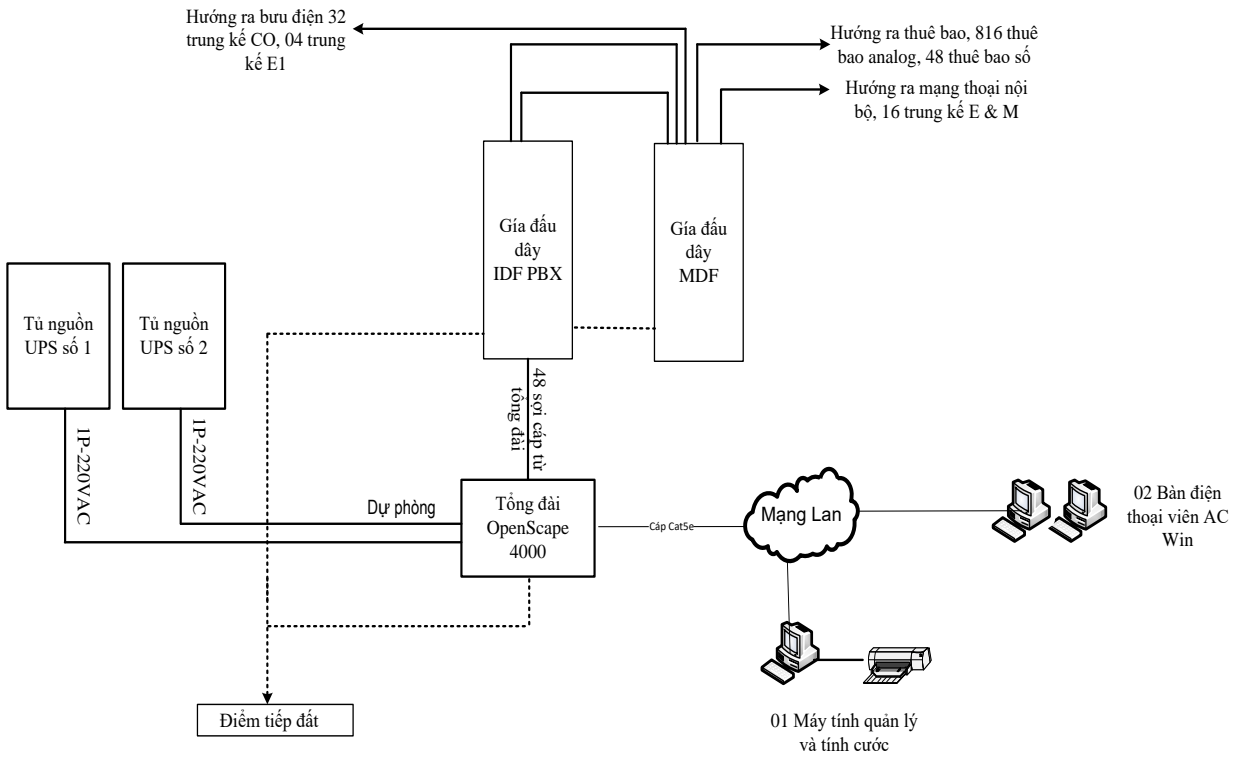 Hướng ra bưu điện 32
trung kế CO, 04 trung
kế E1
Hướng ra thuê bao, 816 thuê
bao analog, 48 thuê bao số
Hướng ra mạng thoại nội
bộ, 16 trung kế E & M
Gía đấu
dây
IDF PBX
Gía đấu
dây
MDF
Tủ nguồn
UPS số 1
Tủ nguồn
UPS số 2
48 sợi cáp từ
tổng đài
1P-220VAC
1P-220VAC
Dự phòng
Tổng đài
OpenScape
4000
Cáp Cat5e
Mạng Lan
02 Bàn điện
thoại viên AC
Win
Điểm tiếp đất
01 Máy tính quản lý
và tính cước